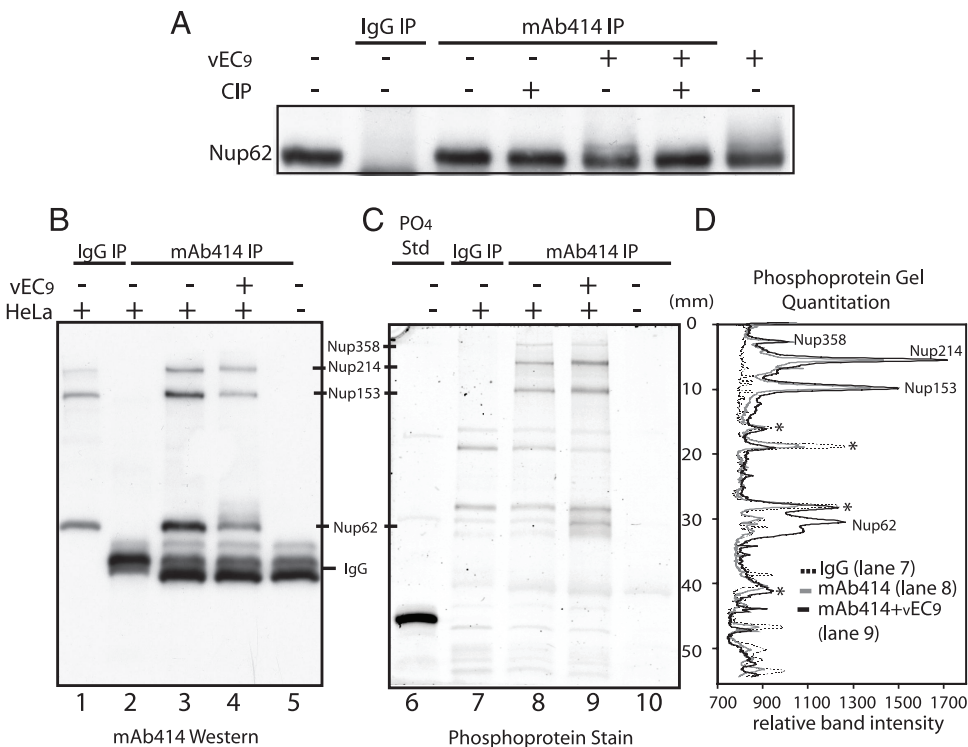 A
IgG IP mAb414 IP
vEC9 - - - - + + +
CIP - - - + - + -
Nup62
B
IgG IP mAb414 IP
vEC9 - - - + -
HeLa + + + + -
Nup214
Nup153
Nup62
IgG
1 2 3 4 5
mAb414 Western
C
PO4 Std IgG IP mAb414 IP
- - - + -
- + + + -
Nup358
Nup214
Nup153
Nup62
6 7 8 9 10
Phosphoprotein Stain
D
Phosphoprotein Gel
Quantitation
(mm)
0
10
20
30
40
50
Nup358
Nup214
Nup153
*
*
*
Nup62
*
IgG (lane 7)
mAb414 (lane 8)
mAb414+vEC9
(lane 9)
700 900 1100 1300 1500 1700
relative band intensity